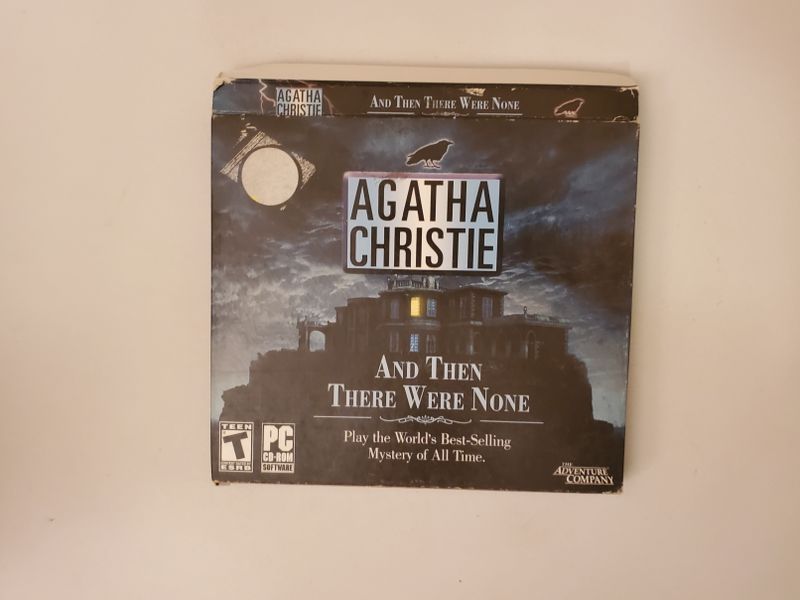 AGATHA
CHRISTIE
AND THEN THERE WERE NONE
AGATHA
CHRISTIE
AND THEN
THERE WERE NONE
Play the World's Best-Selling
Mystery of All Time.
TEEN
T
ESRB
PC
CD-ROM
SOFTWARE
THE
ADVENTURE
COMPANY